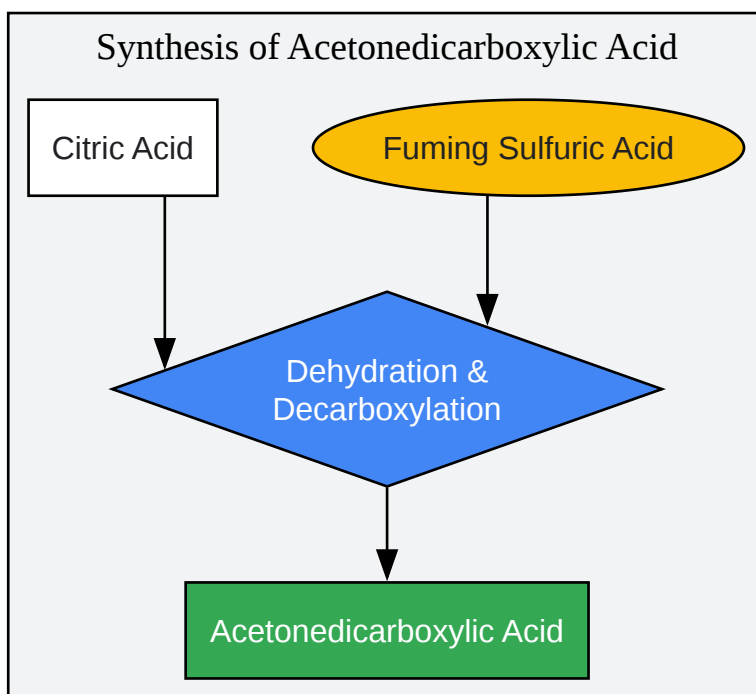 Synthesis of Acetonedicarboxylic Acid
Citric Acid
Fuming Sulfuric Acid
Dehydration &
Decarboxylation
Acetonedicarboxylic Acid